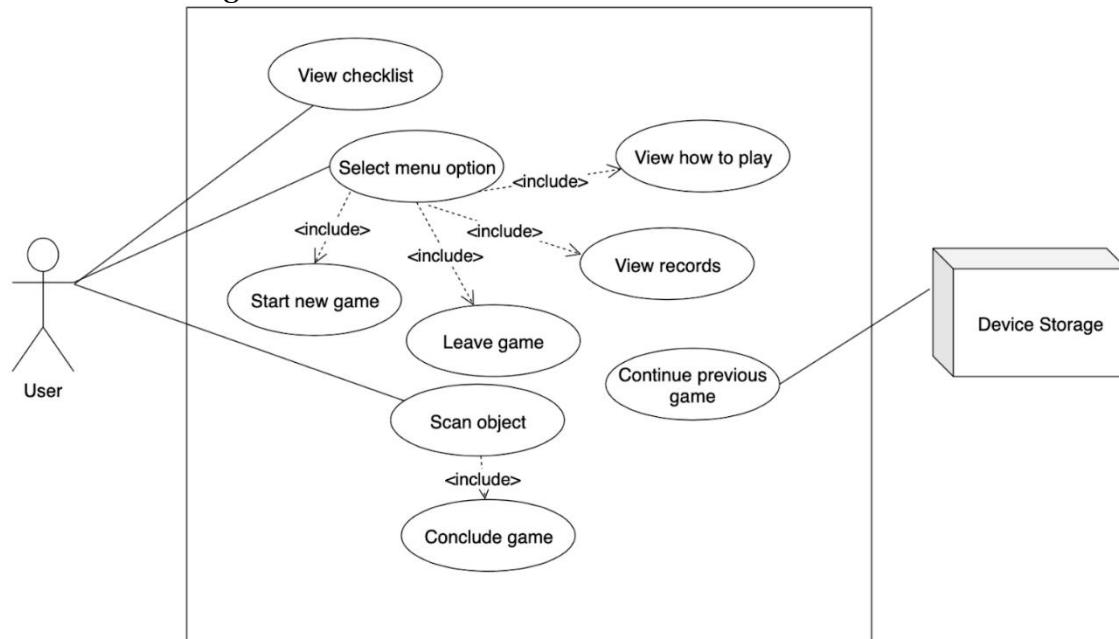 View checklist
View how to play
Select menu option
<include>
<include>
<include>
<include>
View records
Start new game
Device Storage
Leave game
User
Continue previous
game
Scan object
<include>
Conclude game